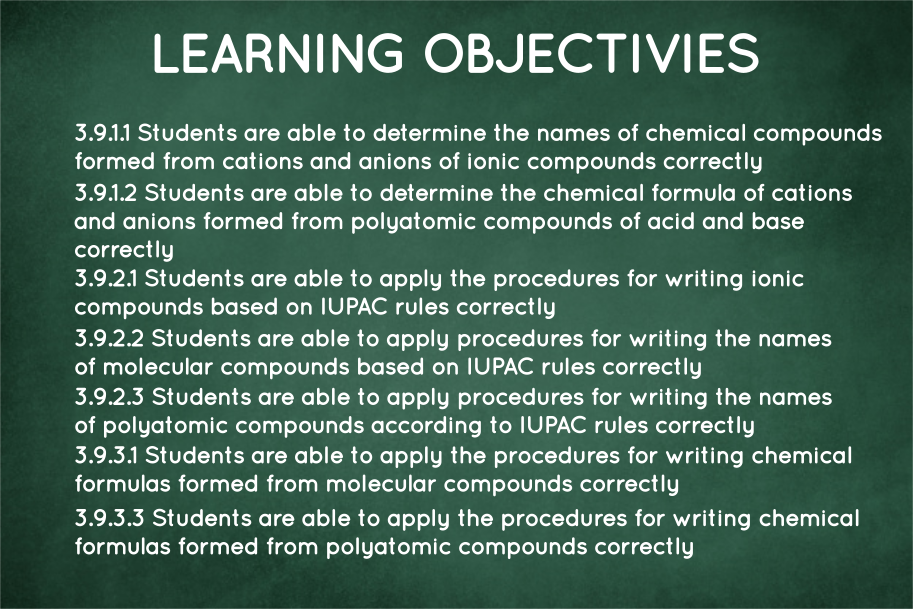 LEARNING OBJECTIVIES
3.9.1.1 Students are able to determine the names of chemical compounds
formed from cations and anions of ionic compounds correctly
3.9.1.2 Students are able to determine the chemical formula of cations
and anions formed from polyatomic compounds of acid and base
correctly
3.9.2.1 Students are able to apply the procedures for writing ionic
compounds based on IUPAC rules correctly
3.9.2.2 Students are able to apply procedures for writing the names
of molecular compounds based on IUPAC rules correctly
3.9.2.3 Students are able to apply procedures for writing the names
of polyatomic compounds according to IUPAC rules correctly
3.9.3.1 Students are able to apply the procedures for writing chemical
formulas formed from molecular compounds correctly
3.9.3.3 Students are able to apply the procedures for writing chemical
formulas formed from polyatomic compounds correctly